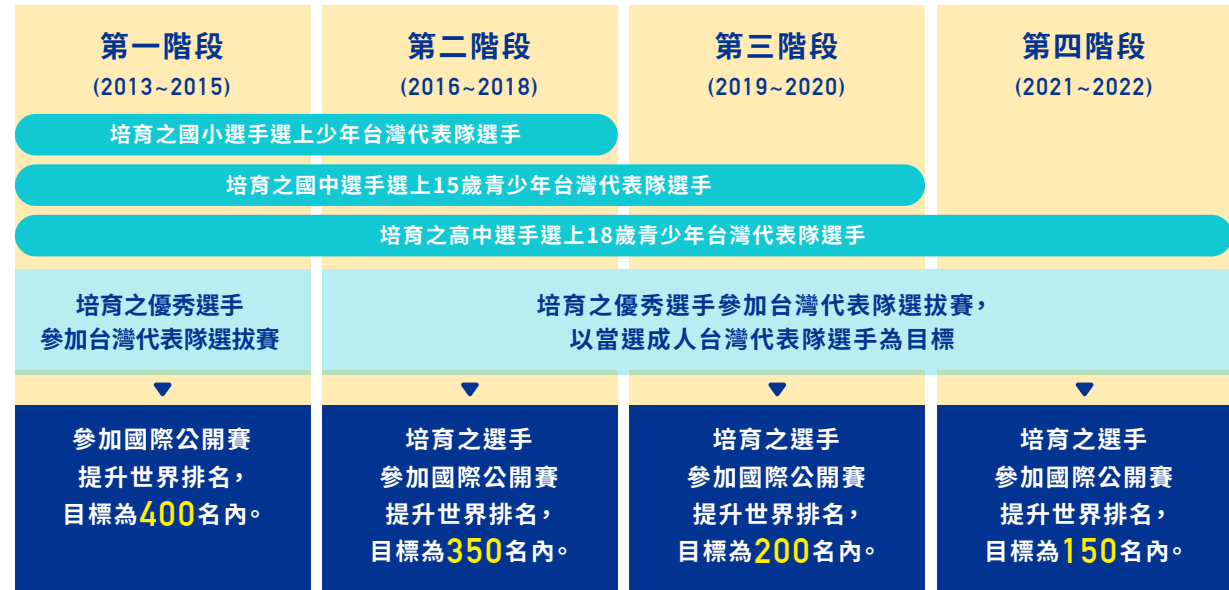 第一階段
(2013~2015)
第二階段
(2016~2018)
第三階段
(2019~2020)
第四階段
(2021~2022)
培育之國小選手選上少年台灣代表隊選手
培育之國中選手選上15歲青少年台灣代表隊選手
培育之高中選手選上18歲青少年台灣代表隊選手
培育之優秀選手
參加台灣代表隊選拔賽
培育之優秀選手參加台灣代表隊選拔賽，
以當選成人台灣代表隊選手為目標
參加國際公開賽
提升世界排名，
目標為400名內。
培育之選手
參加國際公開賽
提升世界排名，
目標為350名內。
培育之選手
參加國際公開賽
提升世界排名，
目標為200名內。
培育之選手
參加國際公開賽
提升世界排名，
目標為150名內。